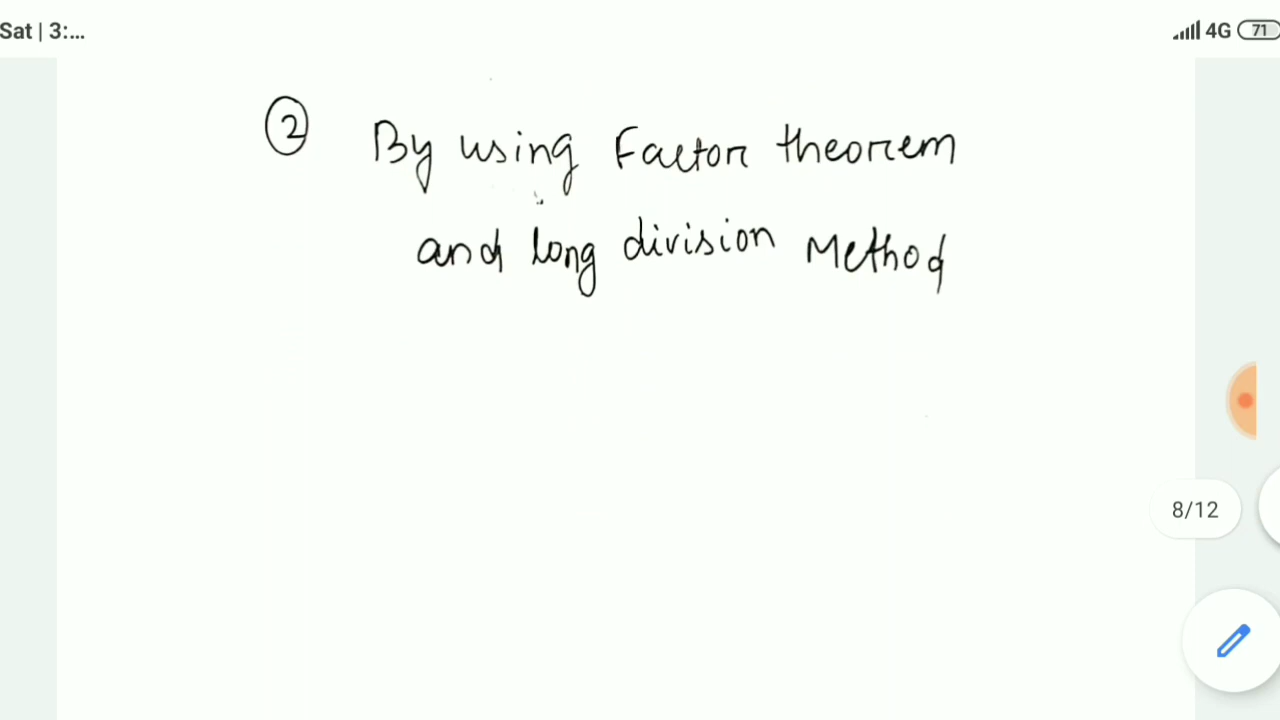 Sat | 3:...
4G 71
② By using Factor theorem
and long division Method
8/12